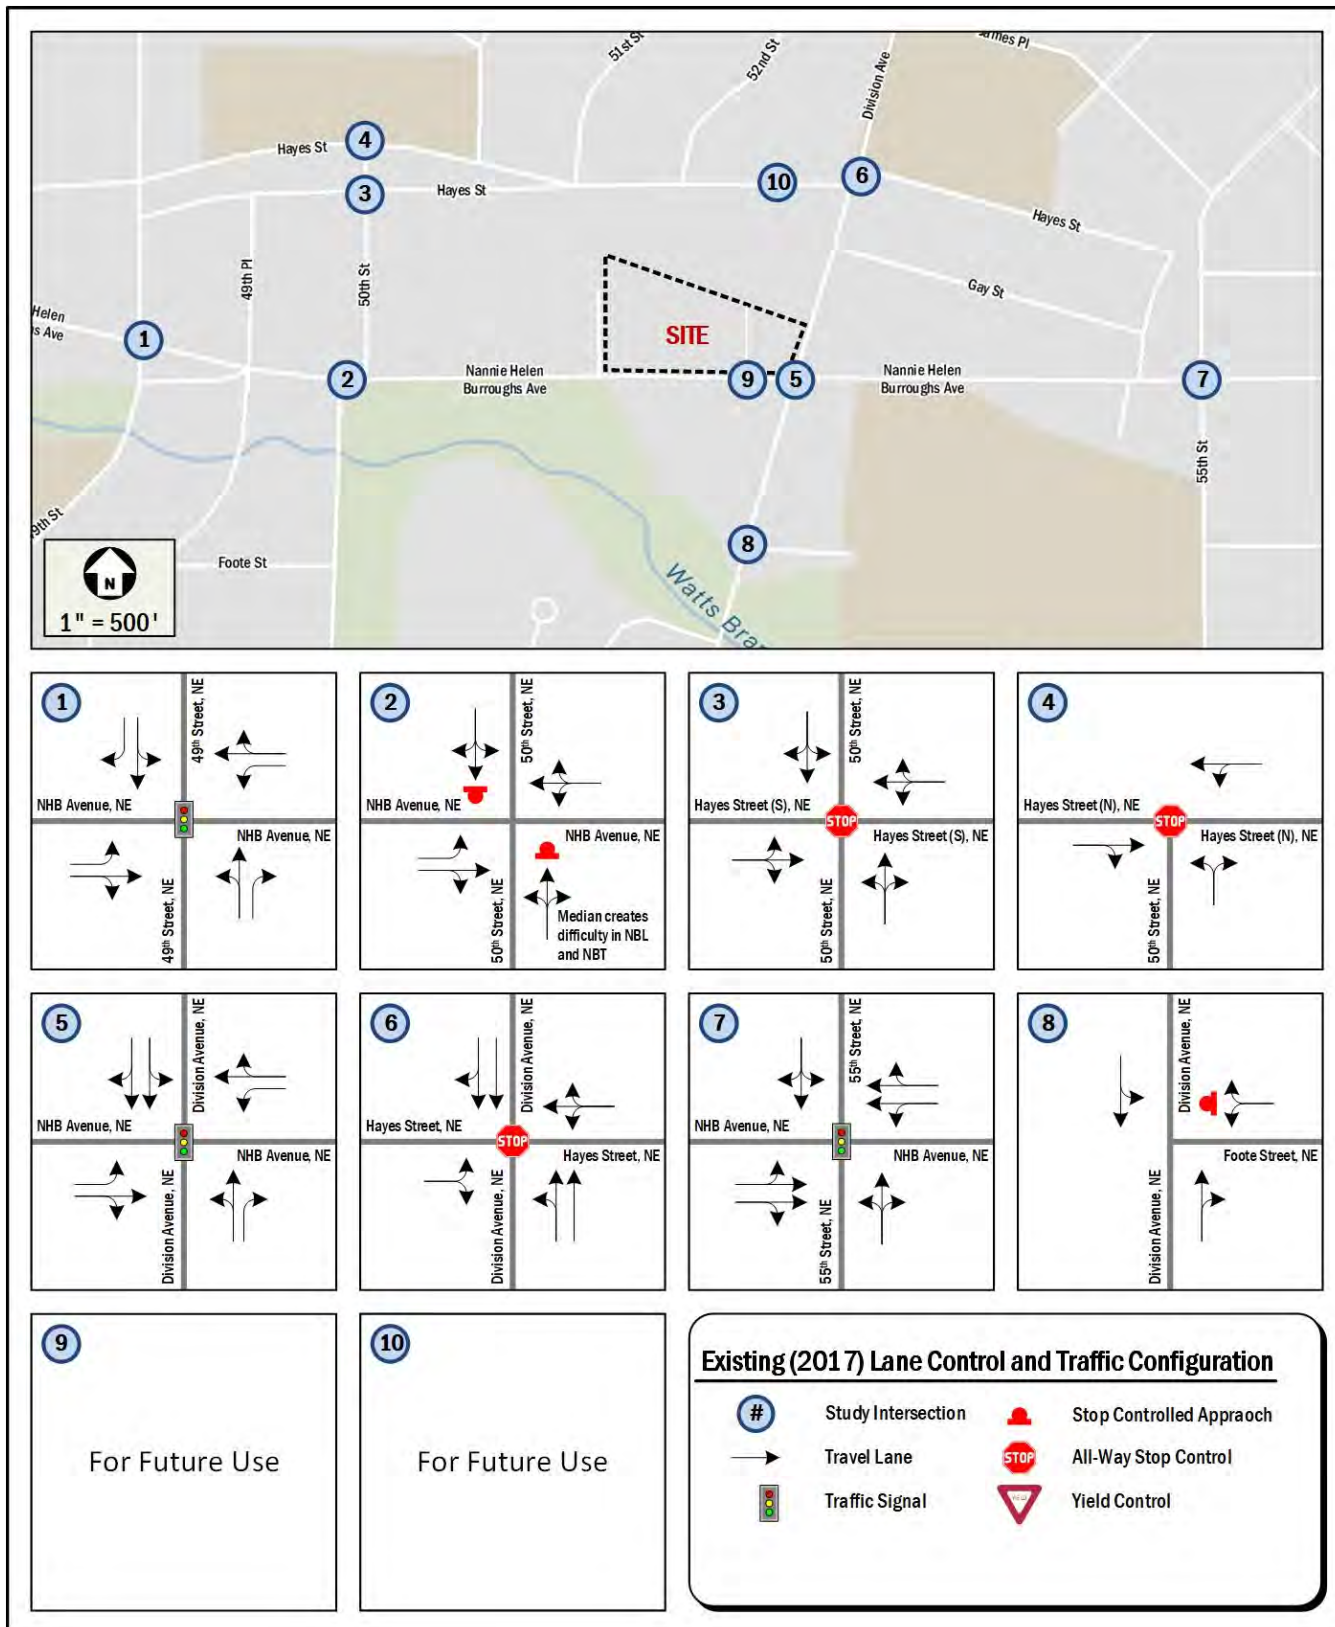 51st St
52nd St
Division Ave
James Pl
Hayes St
4
3
Hayes St
10
6
Hayes St
49th Pl
50th St
Gay St
Helen
1
SITE
2
Nannie Helen
Burroughs Ave
9
5
Nannie Helen
Burroughs Ave
7
55th St
8
Foote St
N
1" = 500'
1
49th Street, NE
NHB Avenue, NE
NHB Avenue, NE
49th Street, NE
2
50th Street, NE
NHB Avenue, NE
NHB Avenue, NE
50th Street, NE
Median creates
difficulty in NBL
and NBT
3
50th Street, NE
Hayes Street (S), NE
STOP
Hayes Street (S), NE
50th Street, NE
4
Hayes Street (N), NE
STOP
Hayes Street (N), NE
50th Street, NE
5
Division Avenue, NE
NHB Avenue, NE
NHB Avenue, NE
Division Avenue, NE
6
Division Avenue, NE
Hayes Street, NE
STOP
Hayes Street, NE
Division Avenue, NE
7
55th Street, NE
NHB Avenue, NE
NHB Avenue, NE
55th Street, NE
8
Division Avenue, NE
Foote Street, NE
Division Avenue, NE
9
For Future Use
10
For Future Use
Existing (2017) Lane Control and Traffic Configuration
# Study Intersection
Stop Controlled Appraoch
Travel Lane
STOP All-Way Stop Control
Traffic Signal
Yield Control